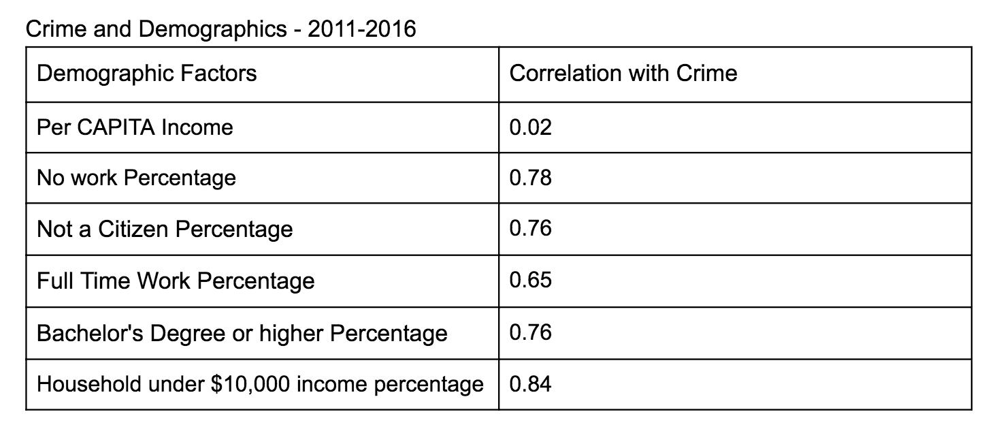 Crime and Demographics - 2011-2016
Demographic Factors Correlation with Crime
Per CAPITA Income 0.02
No work Percentage 0.78
Not a Citizen Percentage 0.76
Full Time Work Percentage 0.65
Bachelor's Degree or higher Percentage 0.76
Household under $10,000 income percentage 0.84